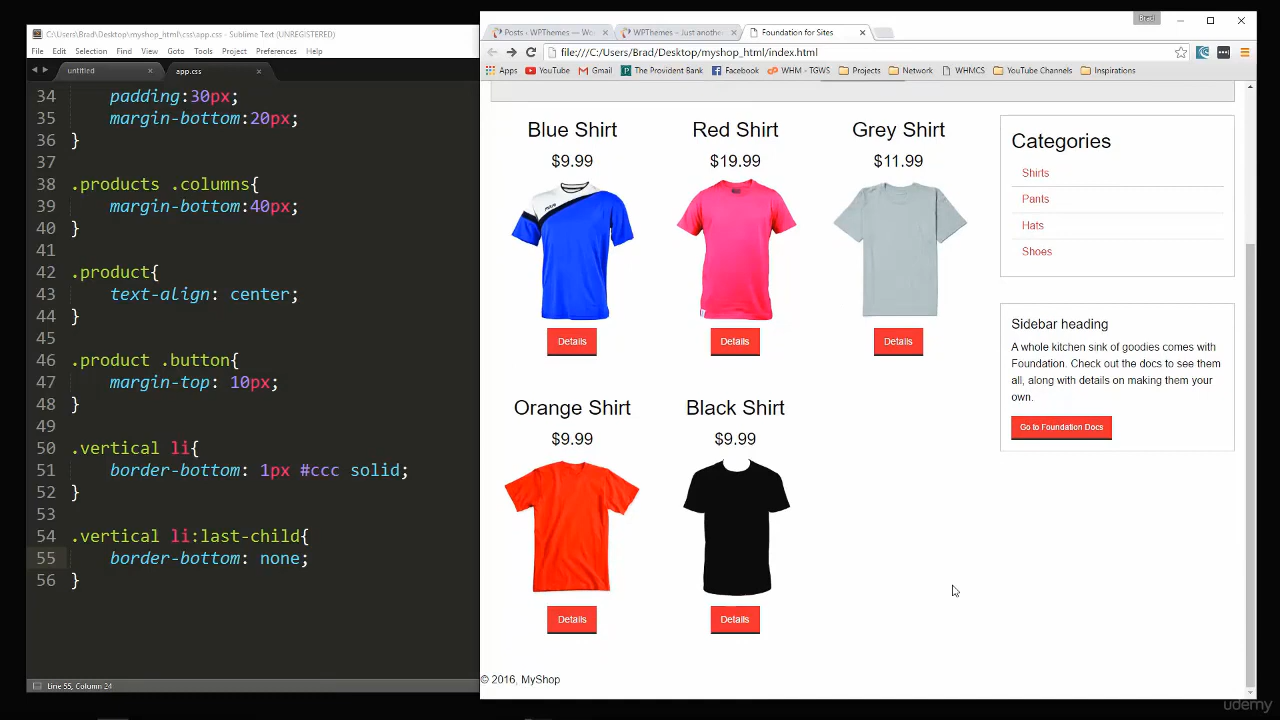 C:\Users\Brad\Desktop\myshop_html\css\app.css - Sublime Text (UNREGISTERED)
File Edit Selection Find View Goto Tools Project Preferences Help
untitled × app.css ×
34 padding:30px;
35 margin-bottom:20px;
36 }
37
38 .products .columns{
39 margin-bottom:40px;
40 }
41
42 .product{
43 text-align: center;
44 }
45
46 .product .button{
47 margin-top: 10px;
48 }
49
50 .vertical li{
51 border-bottom: 1px #ccc solid;
52 }
53
54 .vertical li:last-child{
55 border-bottom: none;
56 }
Line 55, Column 24
Brad
Posts ‹ WPThemes — Wo × WPThemes – Just anothe × Foundation for Sites ×
file:///C:/Users/Brad/Desktop/myshop_html/index.html
Apps YouTube Gmail The Provident Bank Facebook WHM - TGWS Projects Network WHMCS YouTube Channels Inspirations
Blue Shirt Red Shirt Grey Shirt
$9.99 $19.99 $11.99
Details Details Details
Orange Shirt Black Shirt
$9.99 $9.99
Details Details
Categories
Shirts
Pants
Hats
Shoes
Sidebar heading
A whole kitchen sink of goodies comes with
Foundation. Check out the docs to see them
all, along with details on making them your
own.
Go to Foundation Docs
© 2016, MyShop
udemy